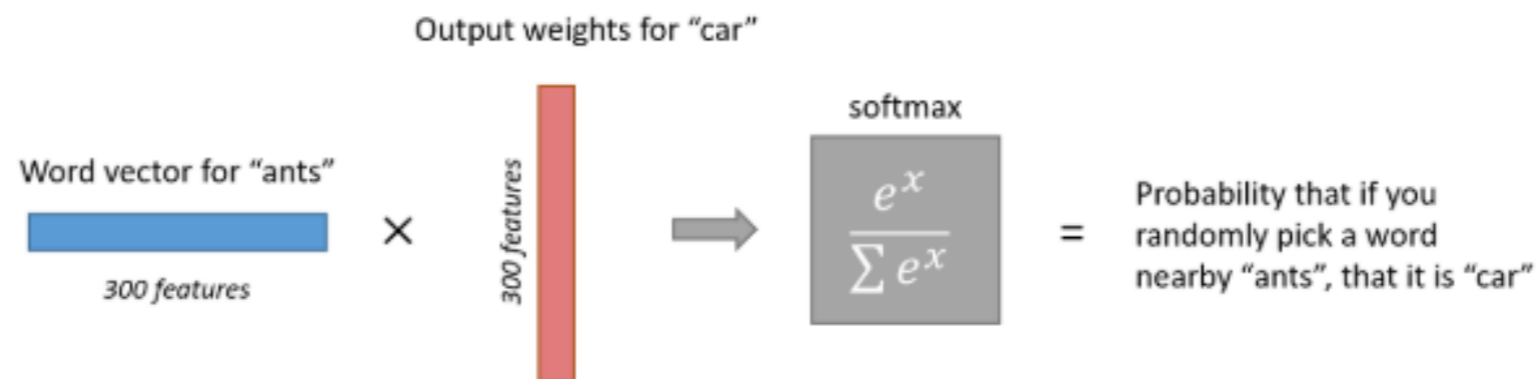 Output weights for “car”
softmax
Word vector for “ants”
300 features
×
300 features
e^x
∑ e^x
=
Probability that if you
randomly pick a word
nearby “ants”, that it is “car”